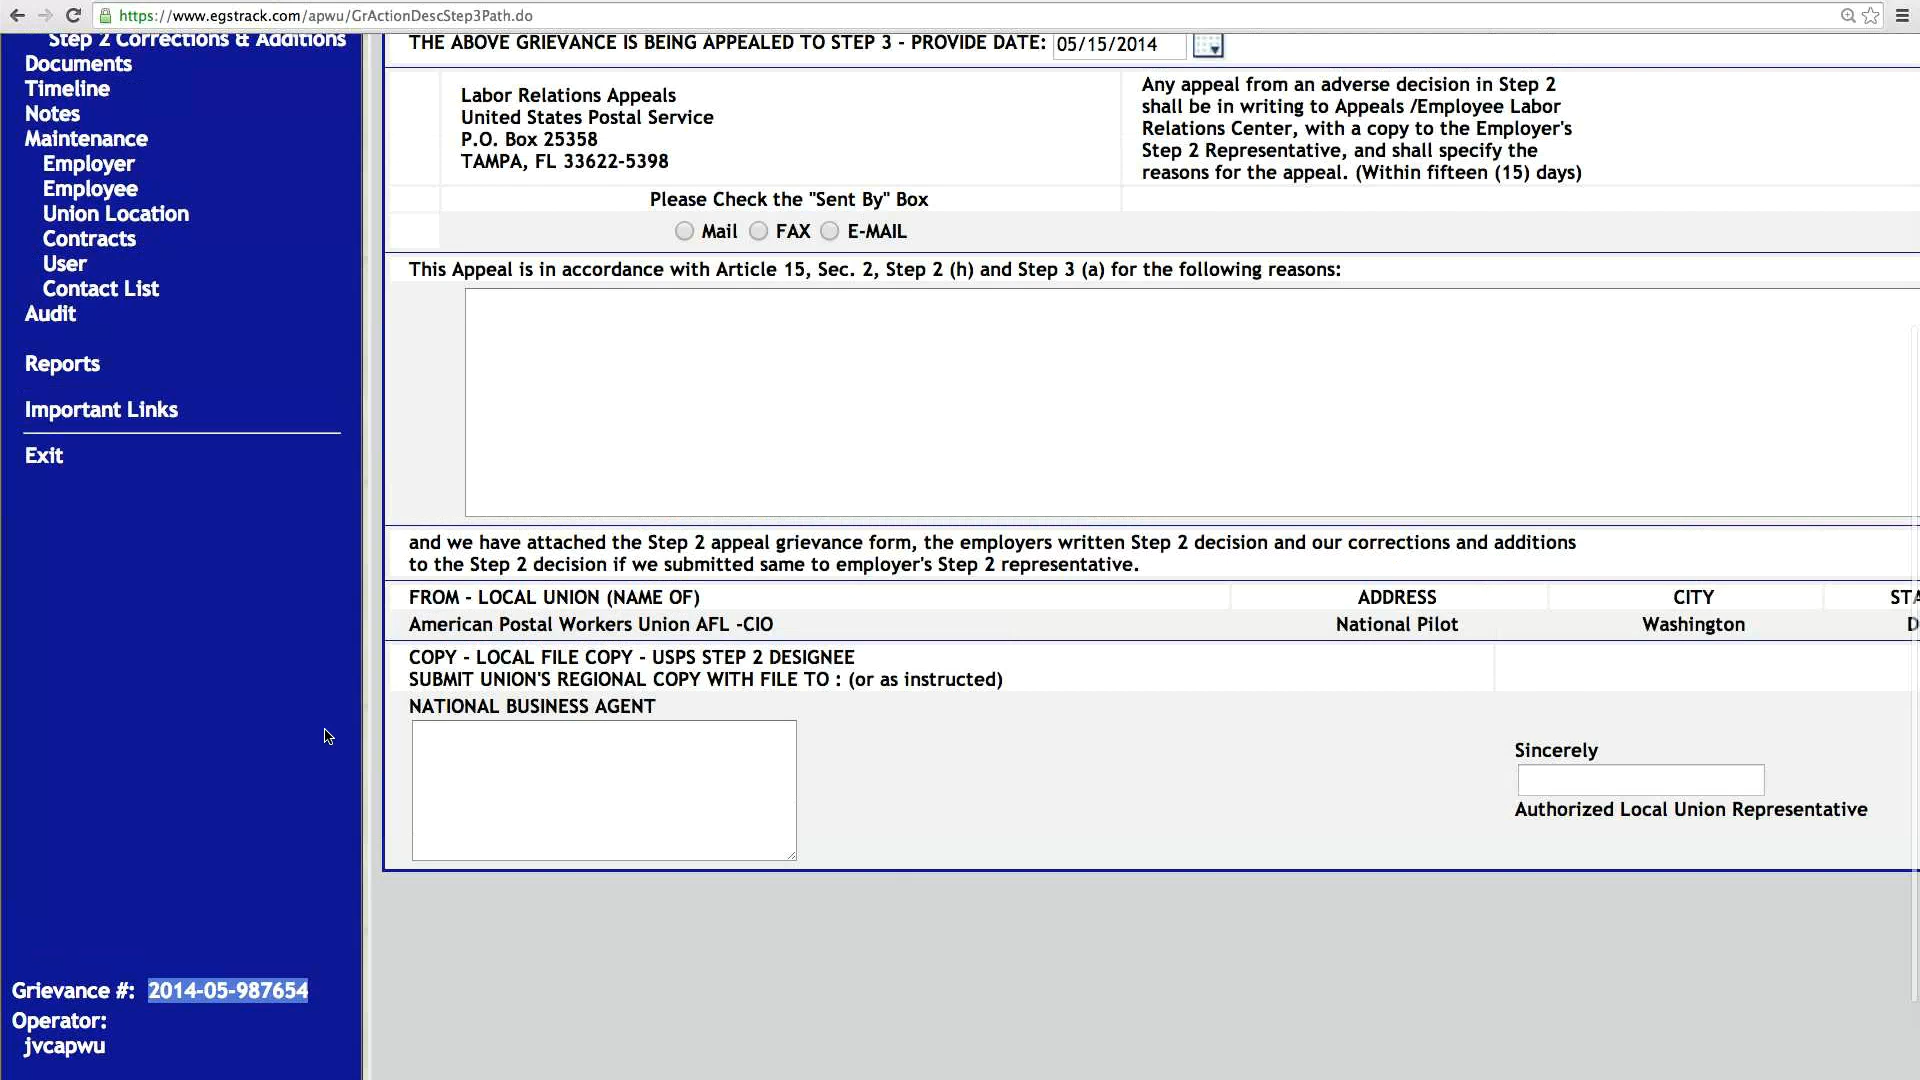 https://www.egstrack.com/apwu/GrActionDescStep3Path.do
Step 2 Corrections & Additions
Documents
Timeline
Notes
Maintenance
Employer
Employee
Union Location
Contracts
User
Contact List
Audit
Reports
Important Links
Exit
Grievance #: 2014-05-987654
Operator:
jvcapwu
THE ABOVE GRIEVANCE IS BEING APPEALED TO STEP 3 - PROVIDE DATE: 05/15/2014
Labor Relations Appeals
United States Postal Service
P.O. Box 25358
TAMPA, FL 33622-5398
Any appeal from an adverse decision in Step 2
shall be in writing to Appeals /Employee Labor
Relations Center, with a copy to the Employer's
Step 2 Representative, and shall specify the
reasons for the appeal. (Within fifteen (15) days)
Please Check the "Sent By" Box
Mail FAX E-MAIL
This Appeal is in accordance with Article 15, Sec. 2, Step 2 (h) and Step 3 (a) for the following reasons:
and we have attached the Step 2 appeal grievance form, the employers written Step 2 decision and our corrections and additions
to the Step 2 decision if we submitted same to employer's Step 2 representative.
FROM - LOCAL UNION (NAME OF) ADDRESS CITY STA
American Postal Workers Union AFL -CIO National Pilot Washington D
COPY - LOCAL FILE COPY - USPS STEP 2 DESIGNEE
SUBMIT UNION'S REGIONAL COPY WITH FILE TO : (or as instructed)
NATIONAL BUSINESS AGENT
Sincerely
Authorized Local Union Representative